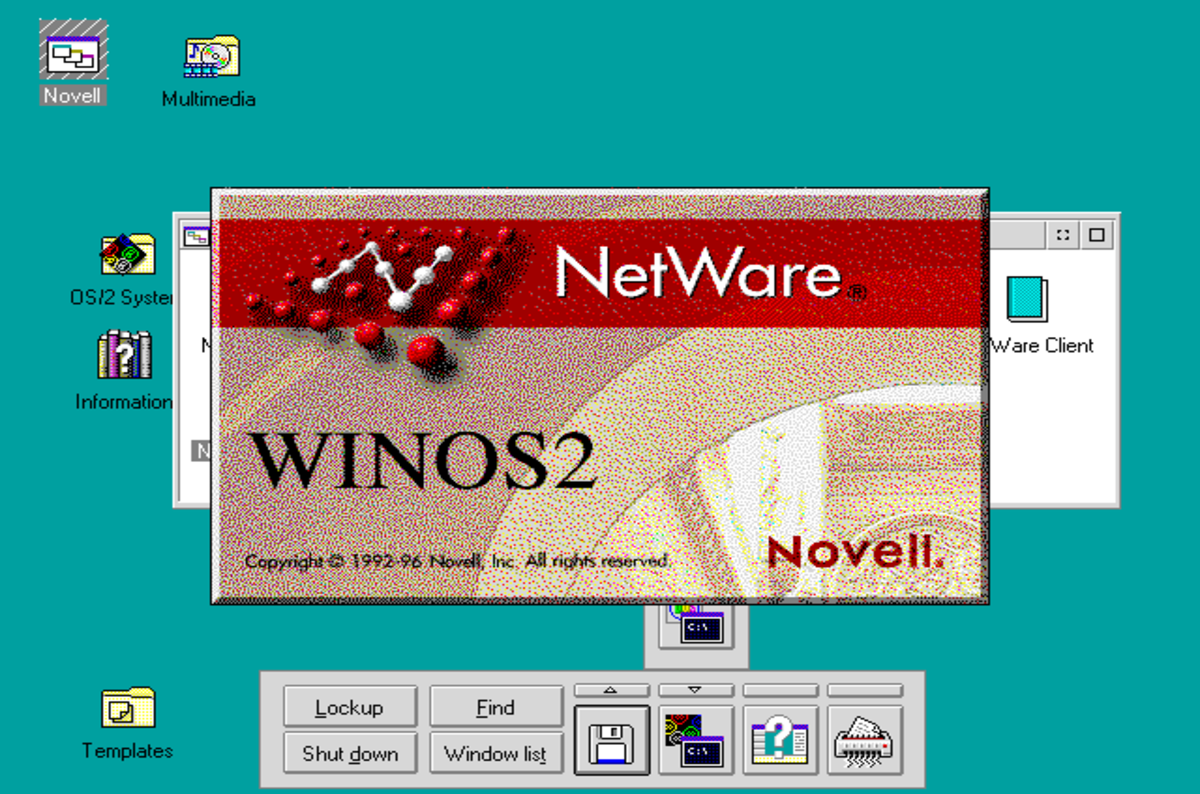 Novell
Multimedia
NetWare®
OS/2 Syste
Ware Client
Information
WINOS2
Copyright © 1992-96 Novell, Inc. All rights reserved.
Novell.
C:\
Lockup
Find
Shut down
Window list
C:\
Templates